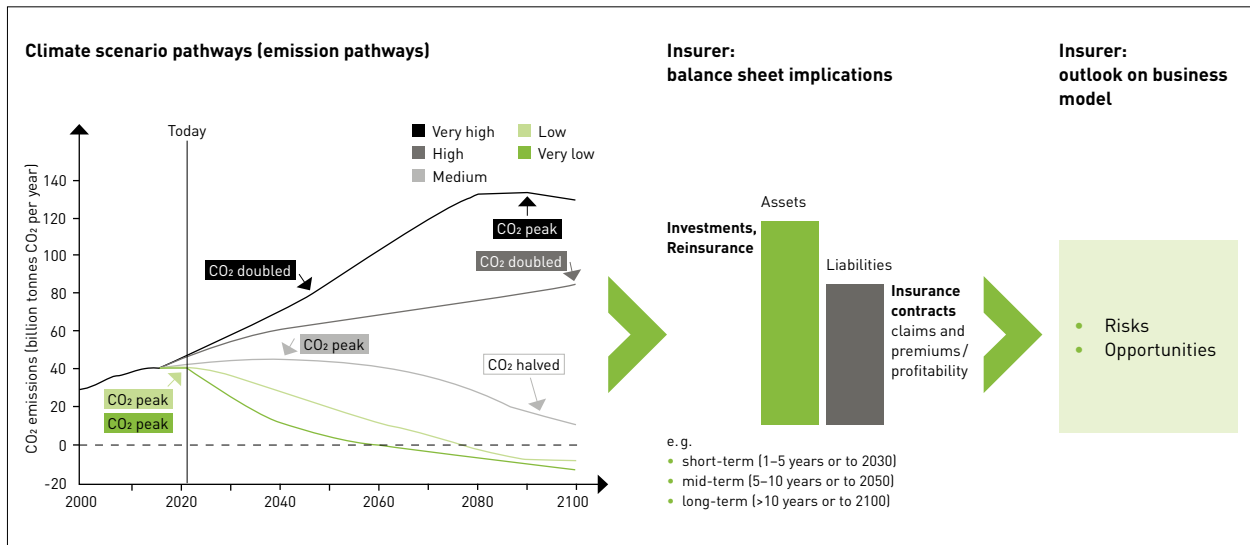 Climate scenario pathways (emission pathways)
Insurer:
balance sheet implications
Insurer:
outlook on business
model
CO₂ emissions (billion tonnes CO₂ per year)
Today
Very high
High
Medium
Low
Very low
140
120
100
80
60
40
20
0
-20
2000
2020
2040
2060
2080
2100
CO₂ doubled
CO₂ peak
CO₂ doubled
CO₂ peak
CO₂ halved
CO₂ peak
CO₂ peak
Assets
Investments,
Reinsurance
Liabilities
Insurance
contracts
claims and
premiums/
profitability
e.g.
• short-term (1–5 years or to 2030)
• mid-term (5–10 years or to 2050)
• long-term (>10 years or to 2100)
• Risks
• Opportunities